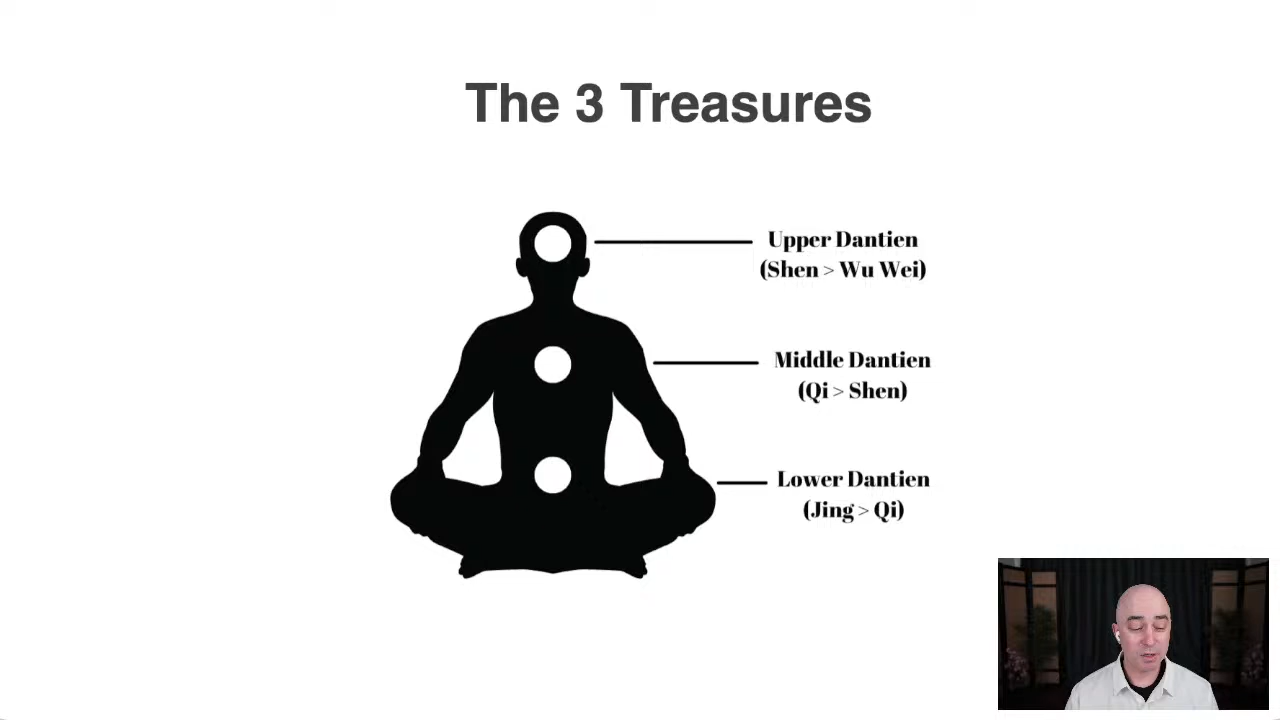 The 3 Treasures
Upper Dantien
(Shen > Wu Wei)
Middle Dantien
(Qi > Shen)
Lower Dantien
(Jing > Qi)